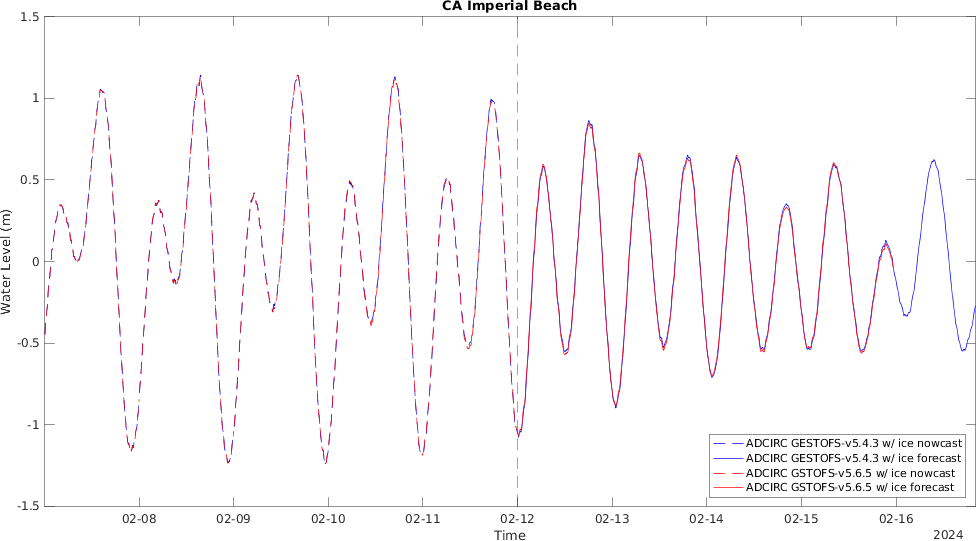 CA Imperial Beach
1.5
1
0.5
0
-0.5
-1
-1.5
Water Level (m)
02-08
02-09
02-10
02-11
02-12
02-13
02-14
02-15
02-16
Time
2024
ADCIRC GESTOFS-v5.4.3 w/ ice nowcast
ADCIRC GESTOFS-v5.4.3 w/ ice forecast
ADCIRC GSTOFS-v5.6.5 w/ ice nowcast
ADCIRC GSTOFS-v5.6.5 w/ ice forecast